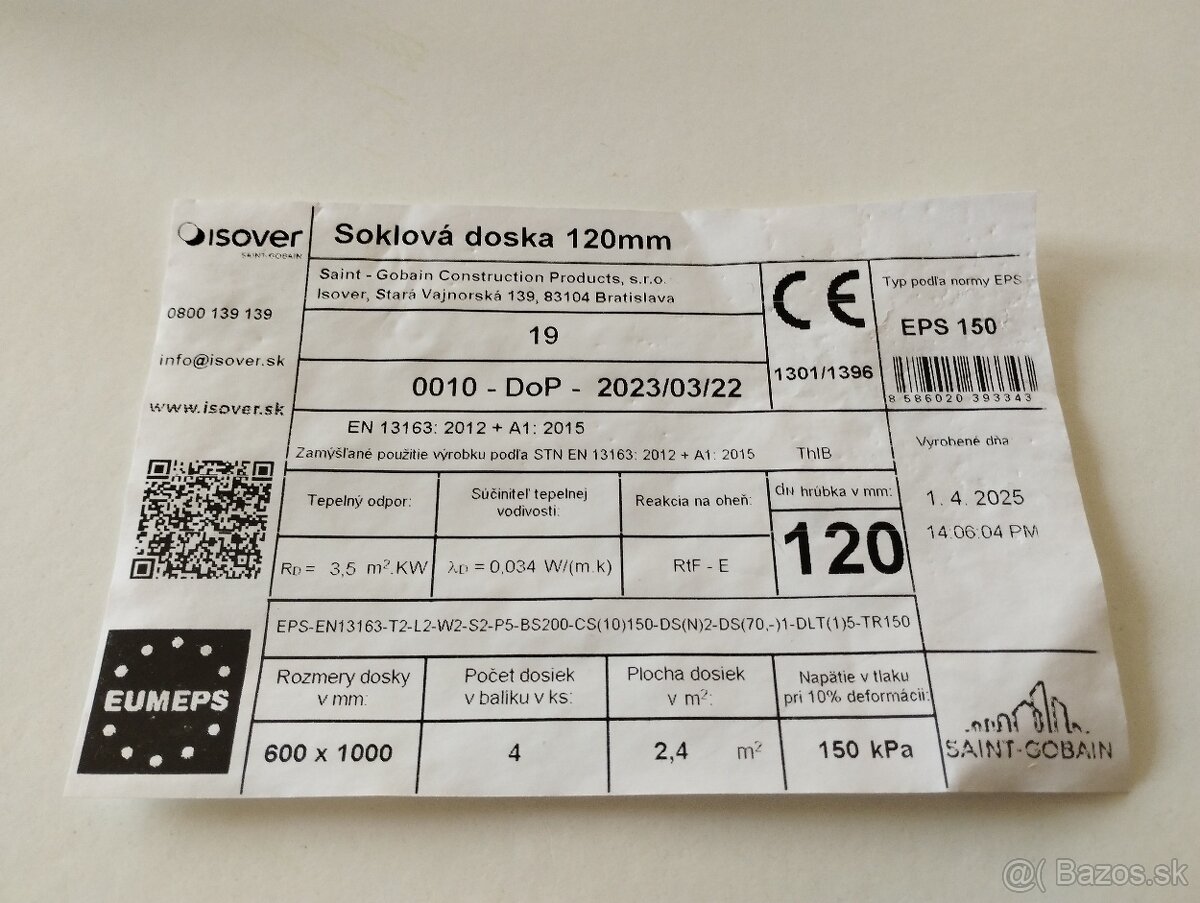 isover
SAINT-GOBAIN
Soklová doska 120mm
Saint - Gobain Construction Products, s.r.o.
Isover, Stará Vajnorská 139, 83104 Bratislava
0800 139 139
info@isover.sk
www.isover.sk
19
0010 - DoP - 2023/03/22
CE
1301/1396
Typ podľa normy EPS
EPS 150
8 586020 393343
EN 13163: 2012 + A1: 2015
Zamýšľané použitie výrobku podľa STN EN 13163: 2012 + A1: 2015 ThIB
Vyrobené dňa
1. 4. 2025
14:06:04 PM
Tepelný odpor:
Súčiniteľ tepelnej
vodivosti:
Reakcia na oheň:
dN hrúbka v mm:
RD = 3,5 m².KW
λD = 0,034 W/(m.k)
RtF - E
120
EPS-EN13163-T2-L2-W2-S2-P5-BS200-CS(10)150-DS(N)2-DS(70,-)1-DLT(1)5-TR150
EUMEPS
Rozmery dosky
v mm:
Počet dosiek
v balíku v ks:
Plocha dosiek
v m²:
Napätie v tlaku
pri 10% deformácii:
600 x 1000
4
2,4 m²
150 kPa
SAINT-GOBAIN
@( Bazos.sk